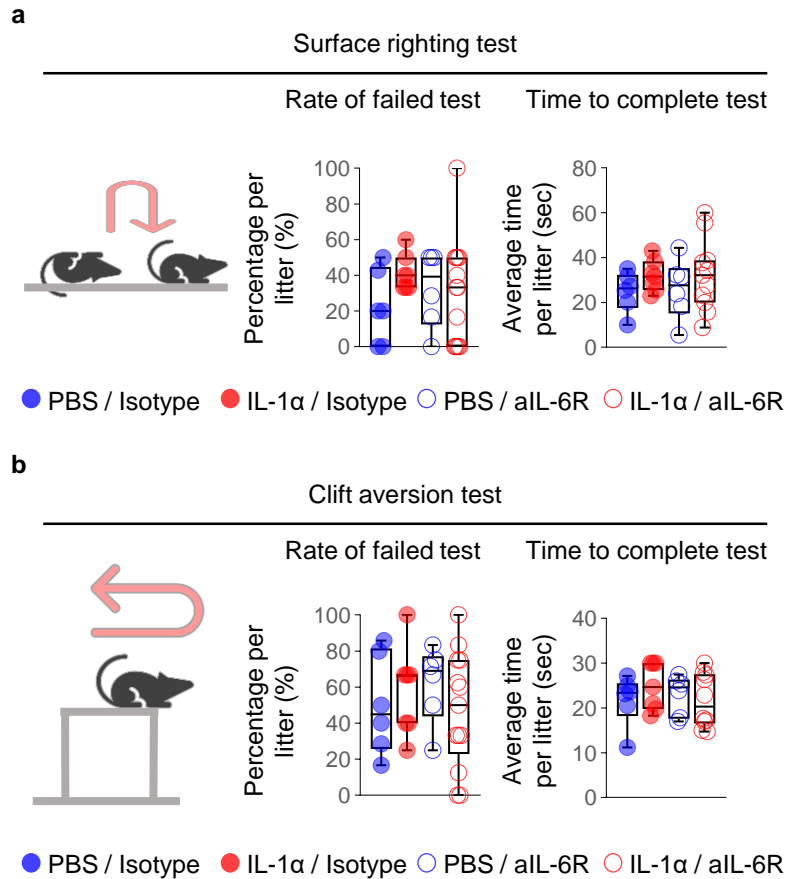 a
Surface righting test
Rate of failed test
Time to complete test
Percentage per
litter (%)
100
80
60
40
20
0
Average time
per litter (sec)
80
60
40
20
0
PBS / Isotype IL-1α / Isotype PBS / aIL-6R IL-1α / aIL-6R
b
Clift aversion test
Rate of failed test
Time to complete test
Percentage per
litter (%)
100
80
60
40
20
0
Average time
per litter (sec)
40
30
20
10
0
PBS / Isotype IL-1α / Isotype PBS / aIL-6R IL-1α / aIL-6R